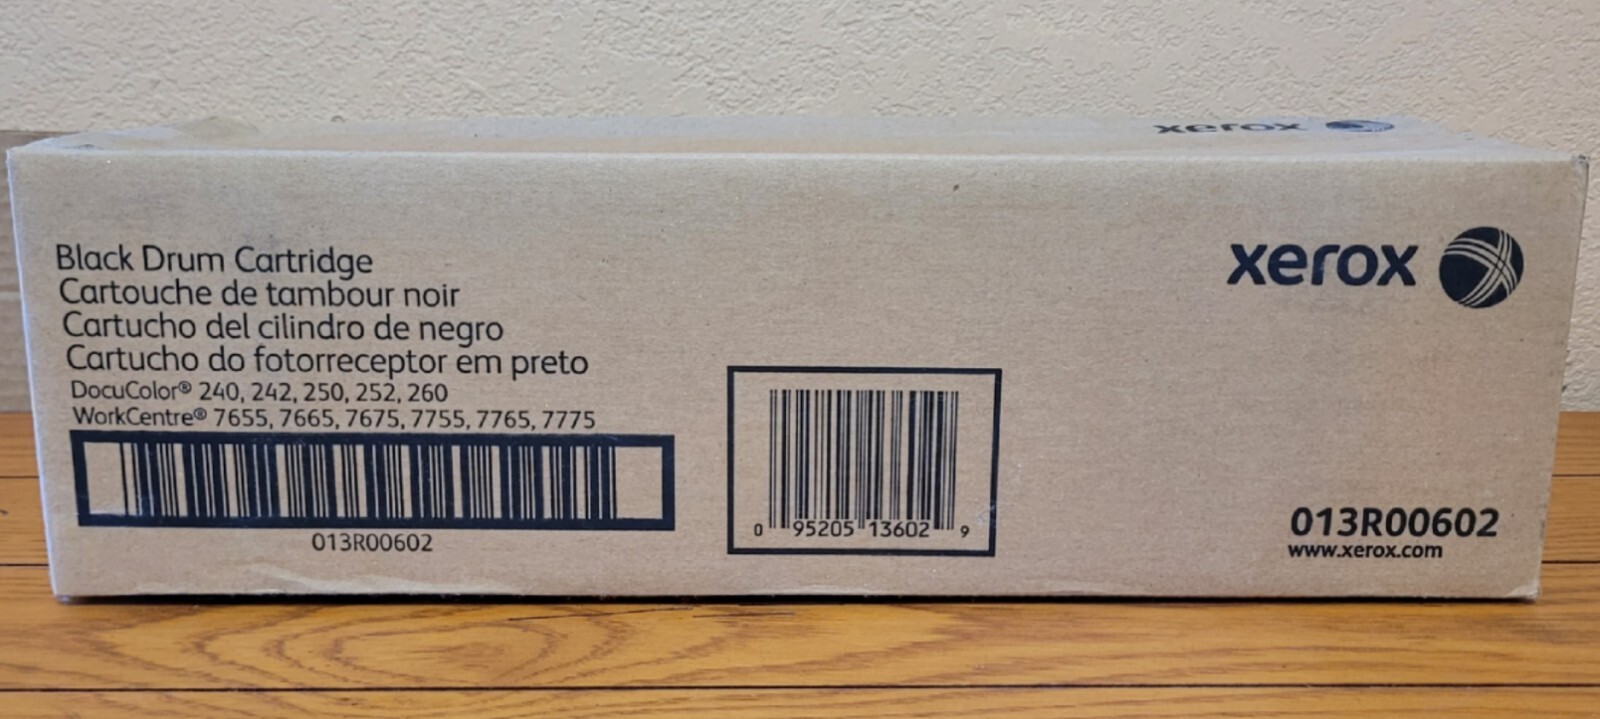 xerox
xerox
Black Drum Cartridge
Cartouche de tambour noir
Cartucho del cilindro de negro
Cartucho do fotorreceptor em preto
DocuColor® 240, 242, 250, 252, 260
WorkCentre® 7655, 7665, 7675, 7755, 7765, 7775
013R00602
0 95205 13602 9
013R00602
www.xerox.com